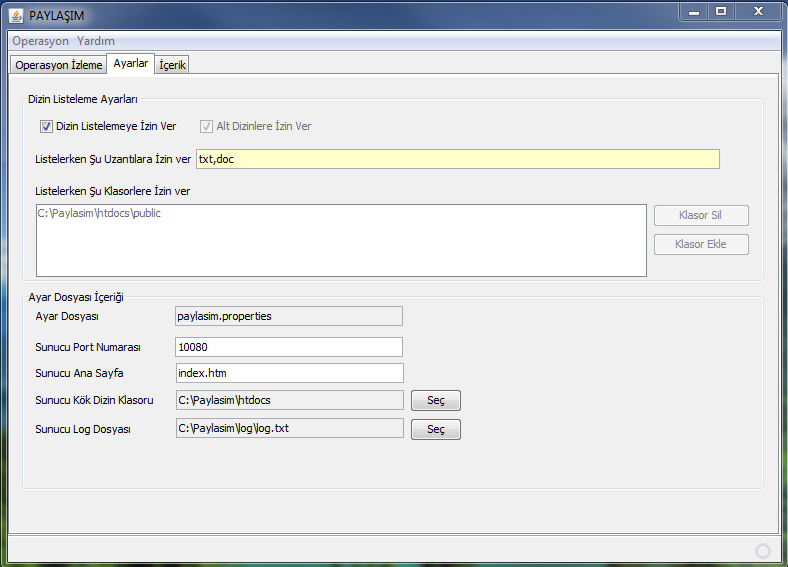 PAYLAŞIM
Operasyon Yardım
Operasyon İzleme Ayarlar İçerik
Dizin Listeleme Ayarları
Dizin Listelemeye İzin Ver Alt Dizinlere İzin Ver
Listelerken Şu Uzantılara İzin ver txt,doc
Listelerken Şu Klasorlere İzin ver
C:\Paylasim\htdocs\public
Klasor Sil
Klasor Ekle
Ayar Dosyası İçeriği
Ayar Dosyası paylasim.properties
Sunucu Port Numarası 10080
Sunucu Ana Sayfa index.htm
Sunucu Kök Dizin Klasoru C:\Paylasim\htdocs Seç
Sunucu Log Dosyası C:\Paylasim\log\log.txt Seç